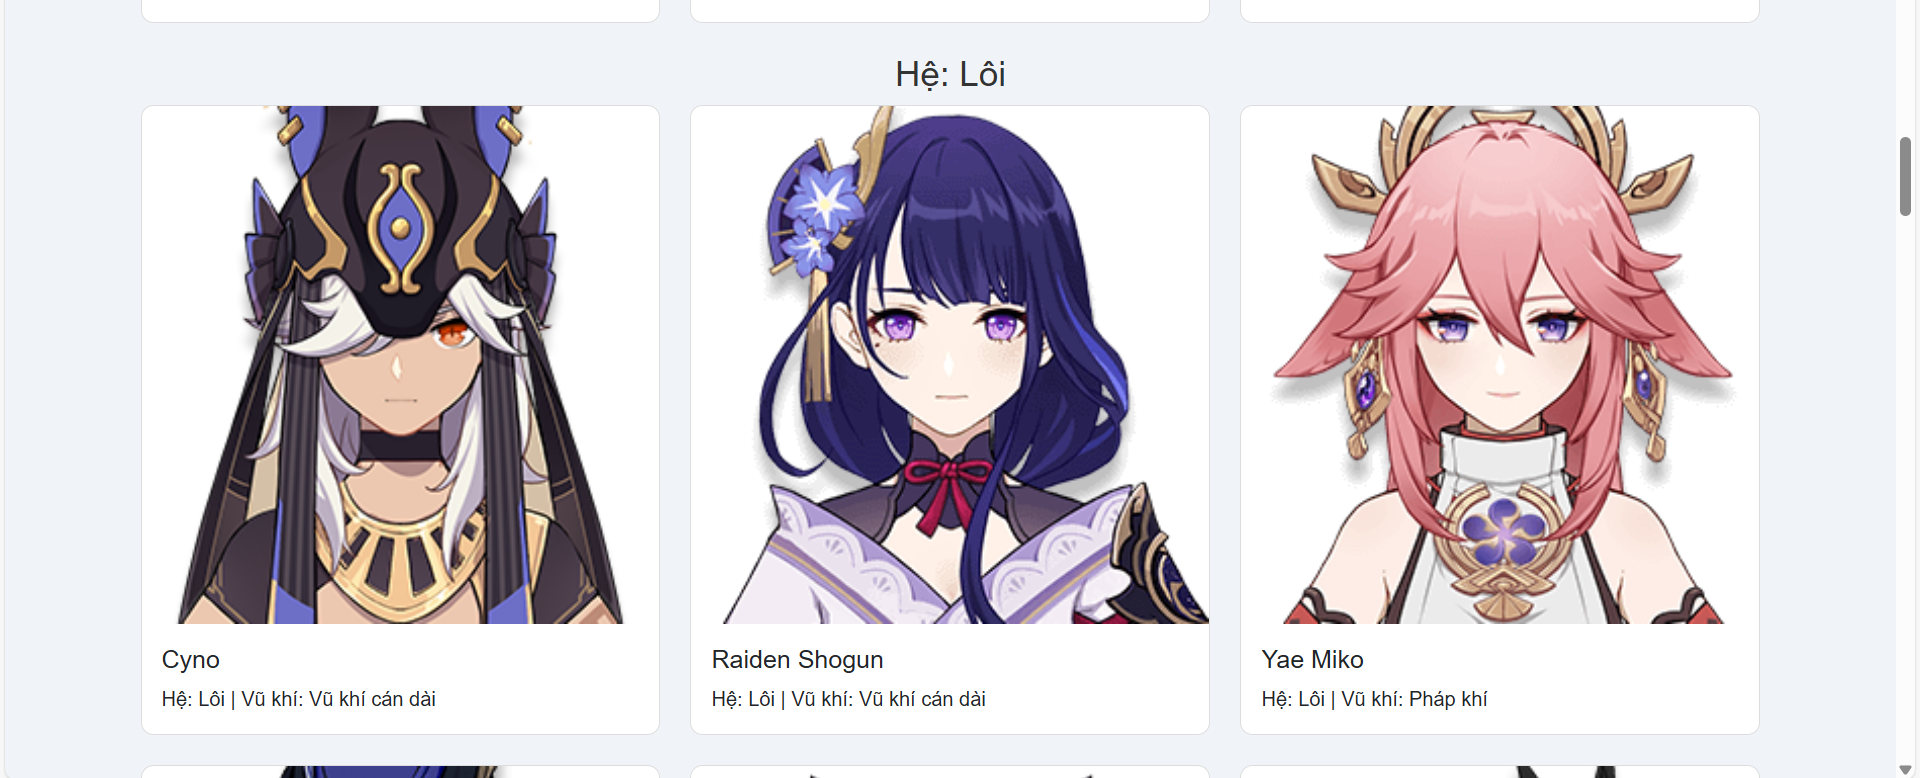 Hệ: Lôi
Cyno
Hệ: Lôi | Vũ khí: Vũ khí cán dài
Raiden Shogun
Hệ: Lôi | Vũ khí: Vũ khí cán dài
Yae Miko
Hệ: Lôi | Vũ khí: Pháp khí